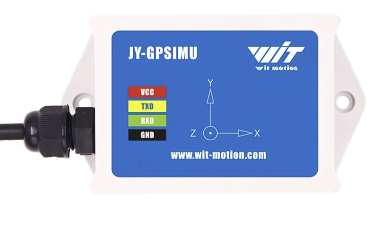 JY-GPSIMU
WIT
wit motion
VCC
TXD
RXD
GND
Y
Z
X
www.wit-motion.com